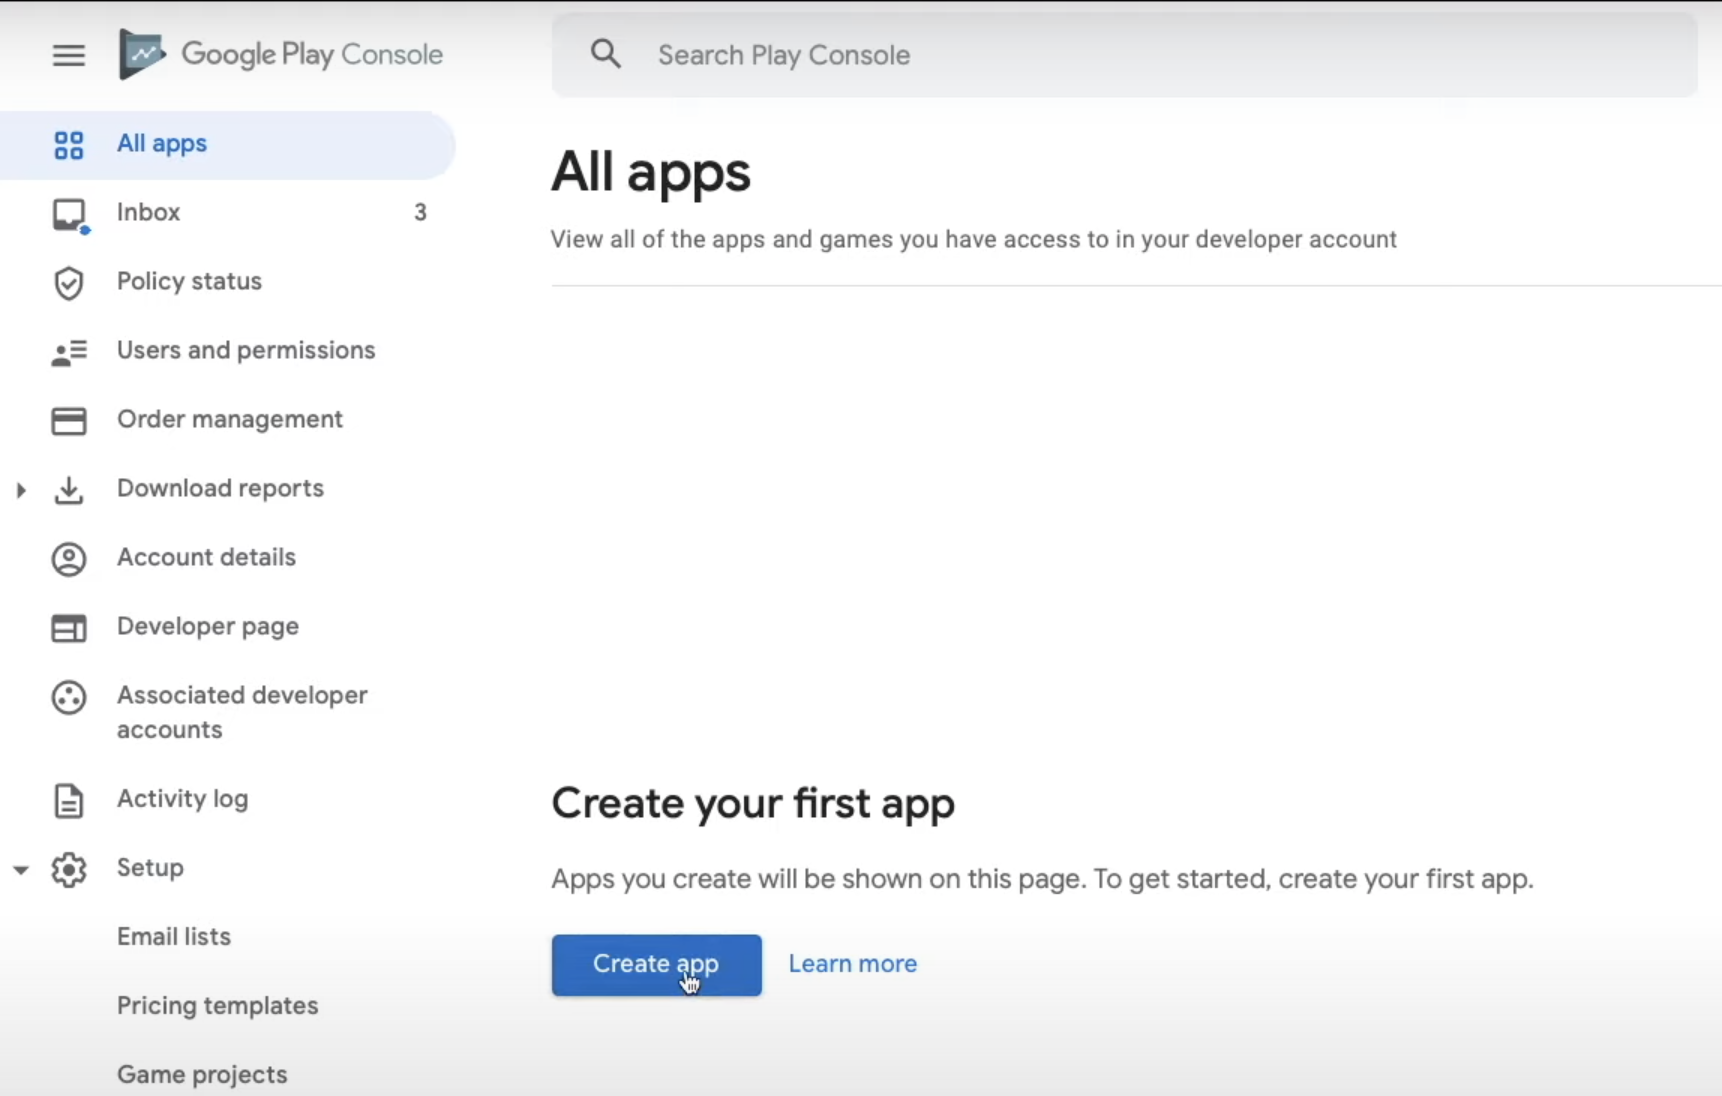 Google Play Console
Search Play Console
All apps
Inbox 3
Policy status
Users and permissions
Order management
Download reports
Account details
Developer page
Associated developer
accounts
Activity log
Setup
Email lists
Pricing templates
Game projects
All apps
View all of the apps and games you have access to in your developer account
Create your first app
Apps you create will be shown on this page. To get started, create your first app.
Create app
Learn more